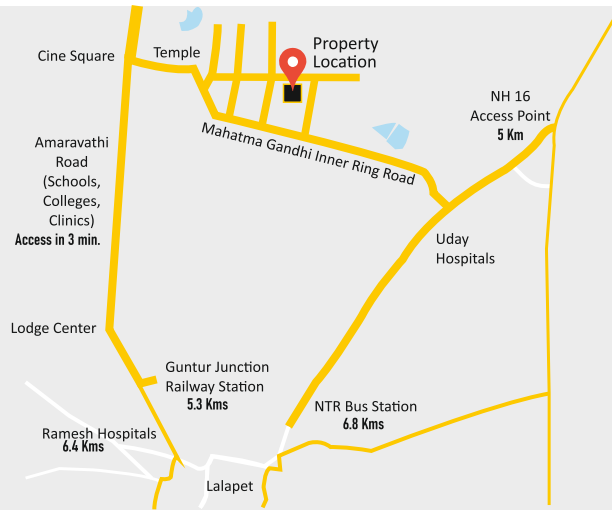 Cine Square
Temple
Property
Location
NH 16
Access Point
5 Km
Amaravathi
Road
(Schools,
Colleges,
Clinics)
Access in 3 min.
Mahatma Gandhi Inner Ring Road
Uday
Hospitals
Lodge Center
Guntur Junction
Railway Station
5.3 Kms
NTR Bus Station
6.8 Kms
Ramesh Hospitals
6.4 Kms
Lalapet